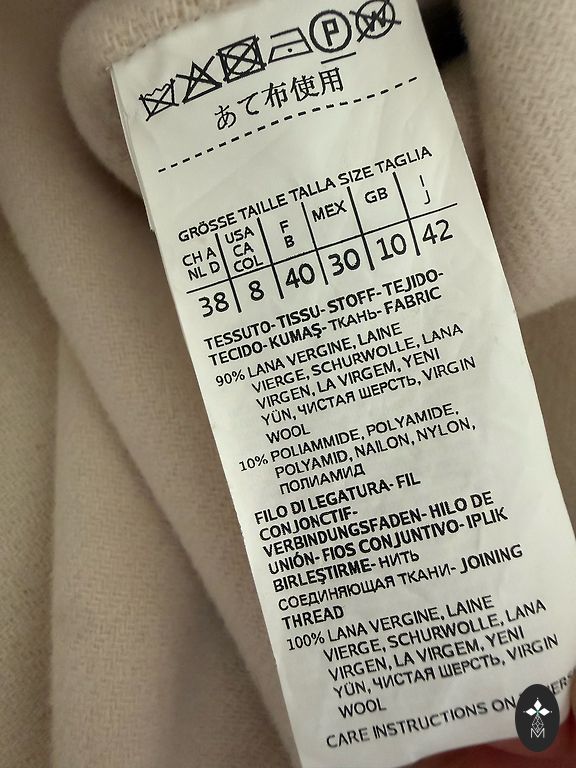 P
W
あて布使用
GRÖSSE TAILLE TALLA SIZE TAGLIA
CH A NL D
USA CA COL
F B
MEX
GB
I J
38 8 40 30 10 42
TESSUTO-TISSU-STOFF-TEJIDO-
TECIDO-KUMAŞ-ТКАНЬ-FABRIC
90% LANA VERGINE, LAINE
VIERGE, SCHURWOLLE, LANA
VIRGEN, LA VIRGEM, YENI
YÜN, ЧИСТАЯ ШЕРСТЬ, VIRGIN
WOOL
10% POLIAMMIDE, POLYAMIDE,
POLYAMID, NAILON, NYLON,
ПОЛИАМИД
FILO DI LEGATURA-FIL
CONJONCTIF-
VERBINDUNGSFADEN-HILO DE
UNIÓN-FIOS CONJUNTIVO-IPLIK
BIRLEŞTIRME-НИТЬ
СОЕДИНЯЮЩАЯ ТКАНИ-JOINING
THREAD
100% LANA VERGINE, LAINE
VIERGE, SCHURWOLLE, LANA
VIRGEN, LA VIRGEM, YENI
YÜN, ЧИСТАЯ ШЕРСТЬ, VIRGIN
WOOL
CARE INSTRUCTIONS ON